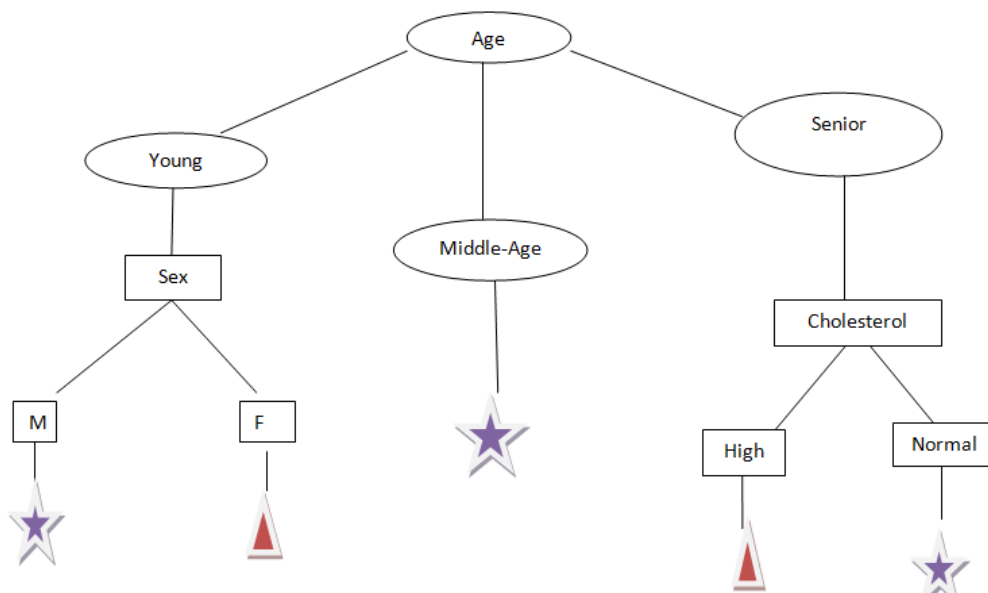 Age
Senior
Young
Middle-Age
Sex
Cholesterol
M
F
High
Normal